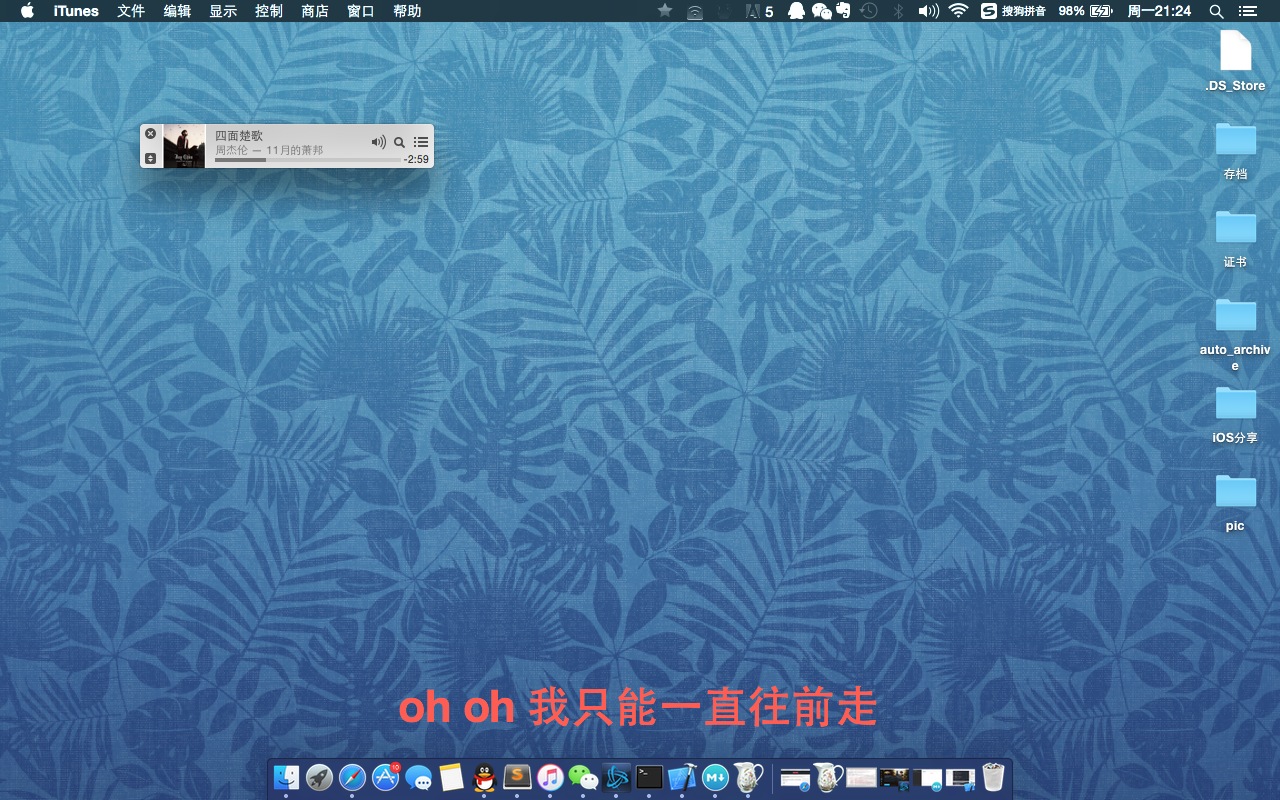 iTunes 文件 编辑 显示 控制 商店 窗口 帮助 5 S 搜狗拼音 98% 周一21:24
.DS_Store
四面楚歌
周杰伦 — 11月的萧邦
-2:59
存档
证书
auto_archiv
e
iOS分享
pic
oh oh 我只能一直往前走
10
S
M↓